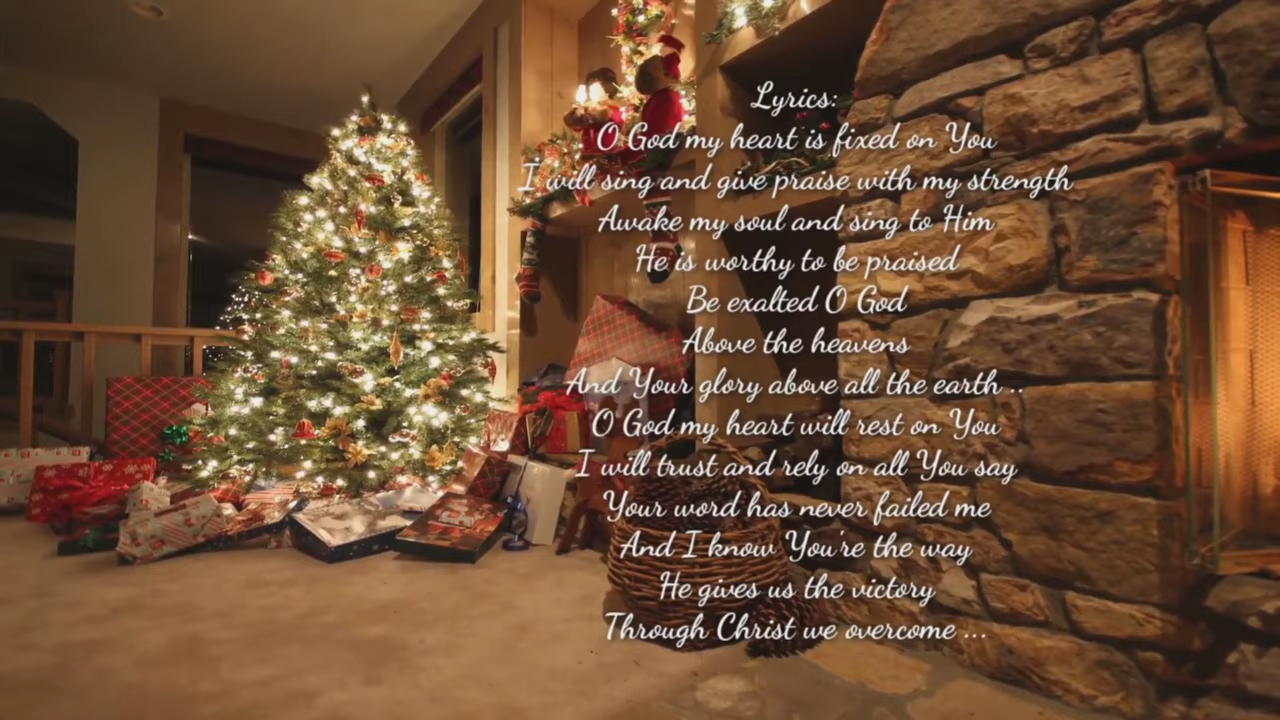 Lyrics:
O God my heart is fixed on You
I will sing and give praise with my strength
Awake my soul and sing to Him
He is worthy to be praised
Be exalted O God
Above the heavens
And Your glory above all the earth ..
O God my heart will rest on You
I will trust and rely on all You say
Your word has never failed me
And I know You're the way
He gives us the victory
Through Christ we overcome ...